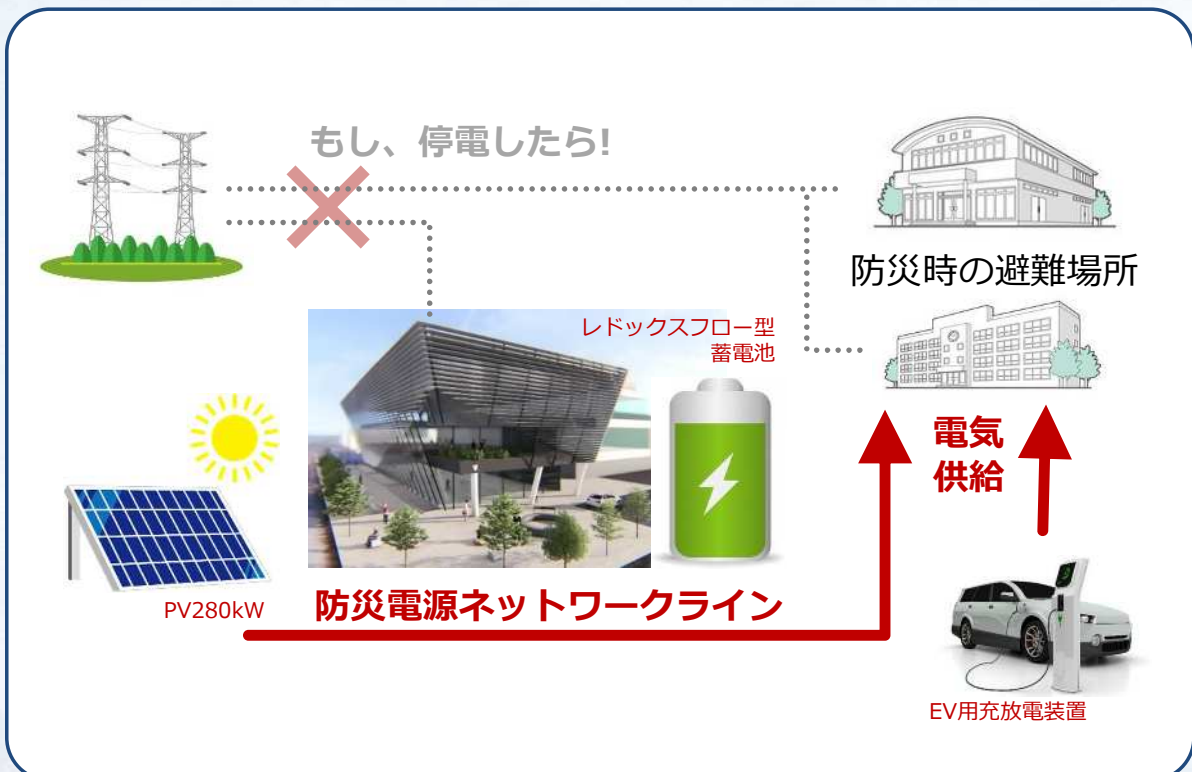 もし、停電したら!
防災時の避難場所
レドックスフロー型
蓄電池
電気
供給
PV280kW
防災電源ネットワークライン
EV用充放電装置